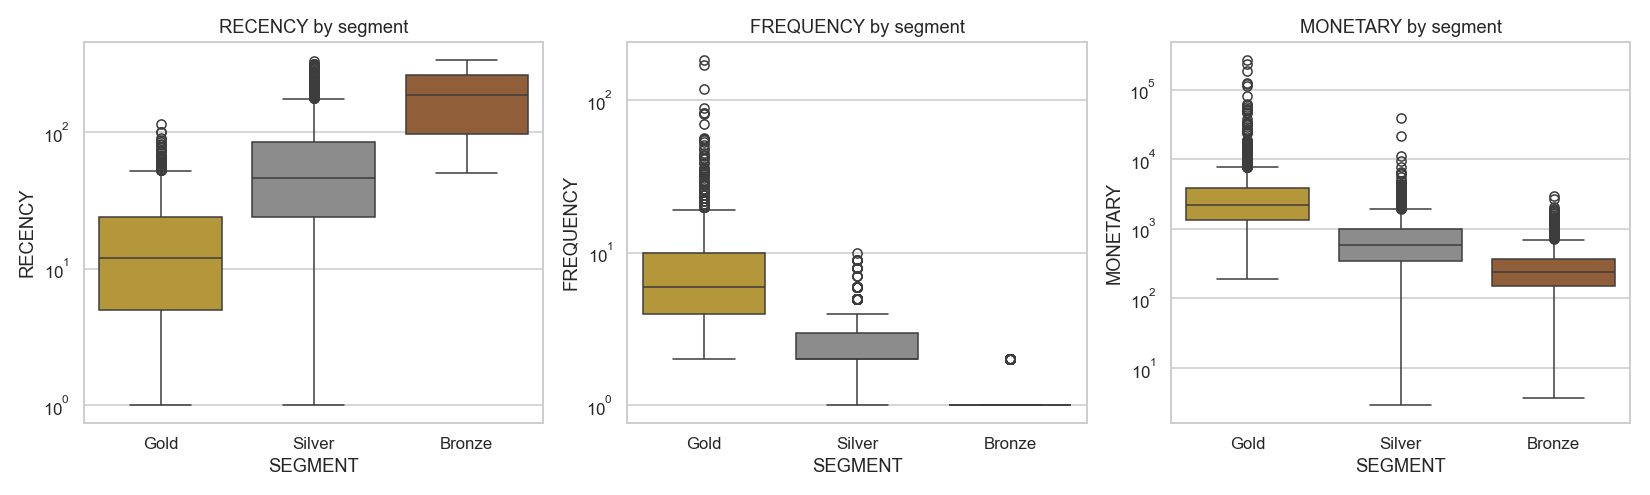 RECENCY by segment
RECENCY
10^2
10^1
10^0
Gold Silver Bronze
SEGMENT
FREQUENCY by segment
FREQUENCY
10^2
10^1
10^0
Gold Silver Bronze
SEGMENT
MONETARY by segment
MONETARY
10^5
10^4
10^3
10^2
10^1
Gold Silver Bronze
SEGMENT